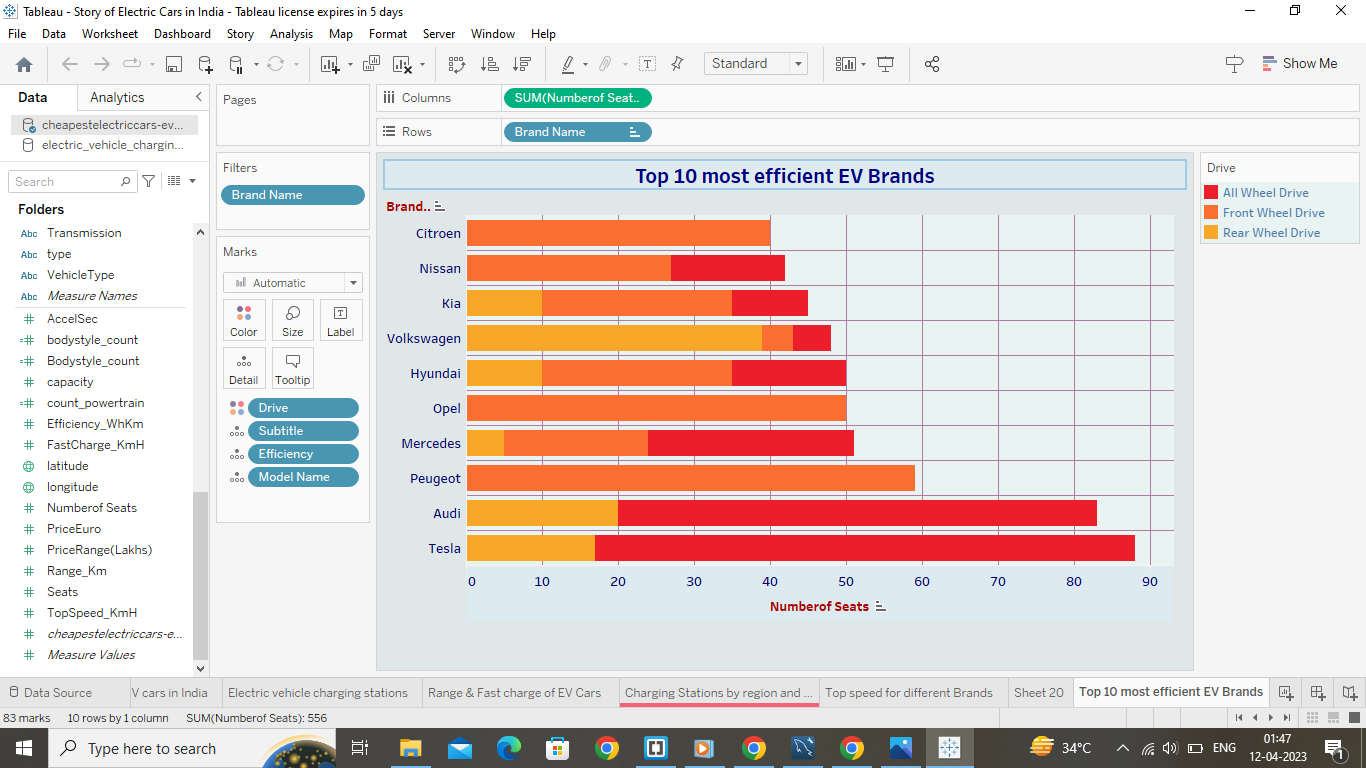 Tableau - Story of Electric Cars in India - Tableau license expires in 5 days
File Data Worksheet Dashboard Story Analysis Map Format Server Window Help
Standard
Show Me
Data Analytics
cheapestelectriccars-ev...
electric_vehicle_chargin...
Search
Folders
Abc Transmission
Abc type
Abc VehicleType
Abc Measure Names
AccelSec
bodystyle_count
Bodystyle_count
capacity
count_powertrain
Efficiency_WhKm
FastCharge_KmH
latitude
longitude
Numberof Seats
PriceEuro
PriceRange(Lakhs)
Range_Km
Seats
TopSpeed_KmH
cheapestelectriccars-e...
Measure Values
Pages
Filters
Brand Name
Marks
Automatic
Color Size Label
Detail Tooltip
Drive
Subtitle
Efficiency
Model Name
Columns SUM(Numberof Seat..
Rows Brand Name
Top 10 most efficient EV Brands
Brand..
Citroen
Nissan
Kia
Volkswagen
Hyundai
Opel
Mercedes
Peugeot
Audi
Tesla
0 10 20 30 40 50 60 70 80 90
Numberof Seats
Drive
All Wheel Drive
Front Wheel Drive
Rear Wheel Drive
Data Source V cars in India Electric vehicle charging stations Range & Fast charge of EV Cars Charging Stations by region and ... Top speed for different Brands Sheet 20 Top 10 most efficient EV Brands
83 marks 10 rows by 1 column SUM(Numberof Seats): 556
Type here to search
34°C
ENG
01:47
12-04-2023
1